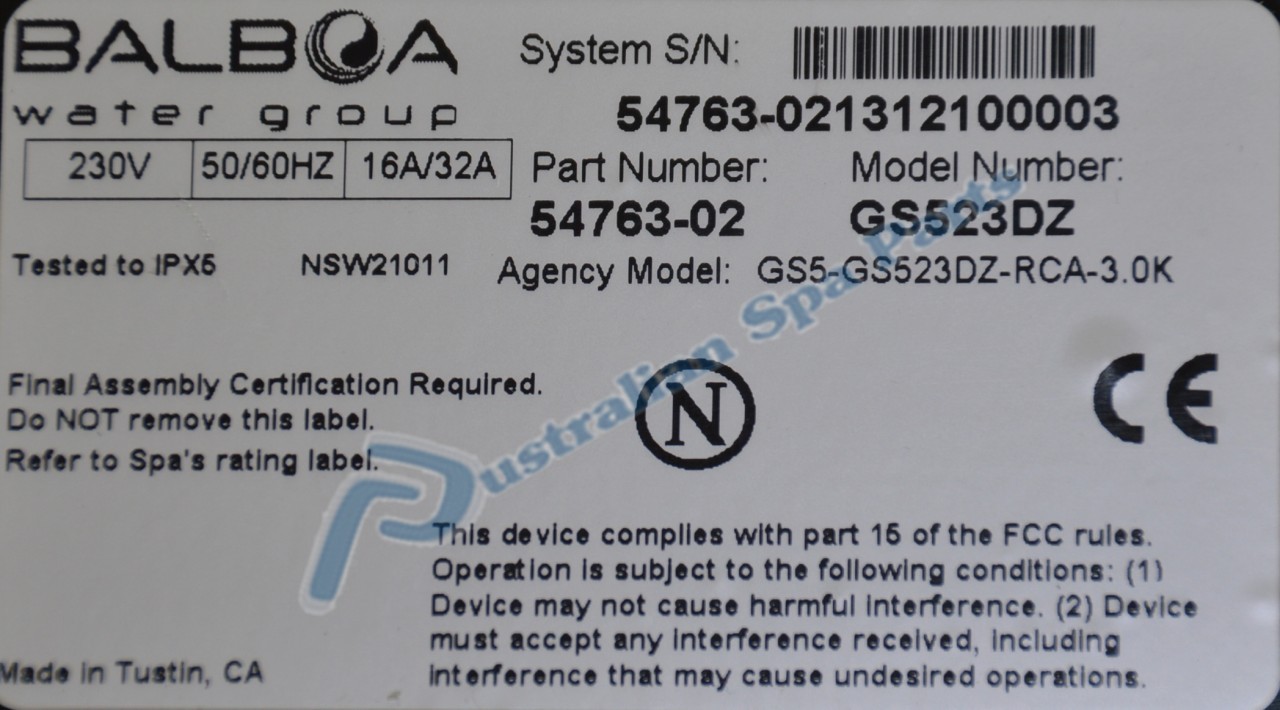 BALBOA
water group
230V 50/60HZ 16A/32A
Tested to IPX5 NSW21011
System S/N:
54763-021312100003
Part Number: Model Number:
54763-02 GS523DZ
Agency Model: GS5-GS523DZ-RCA-3.0K
Final Assembly Certification Required.
Do NOT remove this label.
Refer to Spa's rating label.
N
CE
Australian Spa Parts
This device complies with part 15 of the FCC rules.
Operation is subject to the following conditions: (1)
Device may not cause harmful interference. (2) Device
must accept any interference received, including
interference that may cause undesired operations.
Made in Tustin, CA